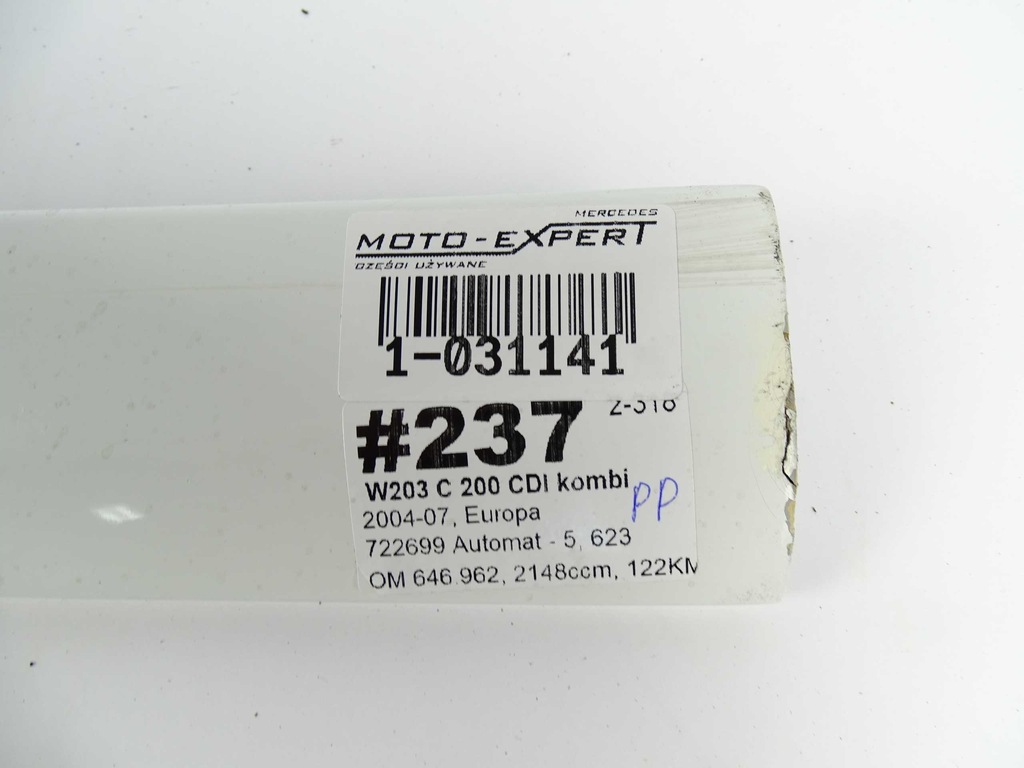 MERCEDES
MOTO-EXPERT
CZĘŚCI UŻYWANE
1-031141
#237
W203 C 200 CDI kombi
PP
2004-07, Europa
722699 Automat - 5, 623
OM 646.962, 2148ccm, 122KM